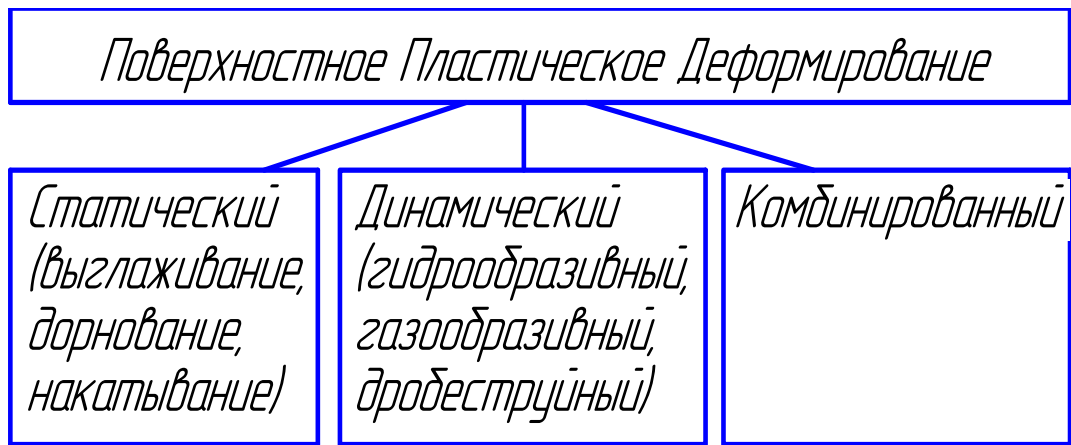 Поверхностное Пластическое Деформирование
Статический
(выглаживание,
дорнование,
накатывание)
Динамический
(гидрообразивный,
газообразивный,
дробеструйный)
Комбинированный